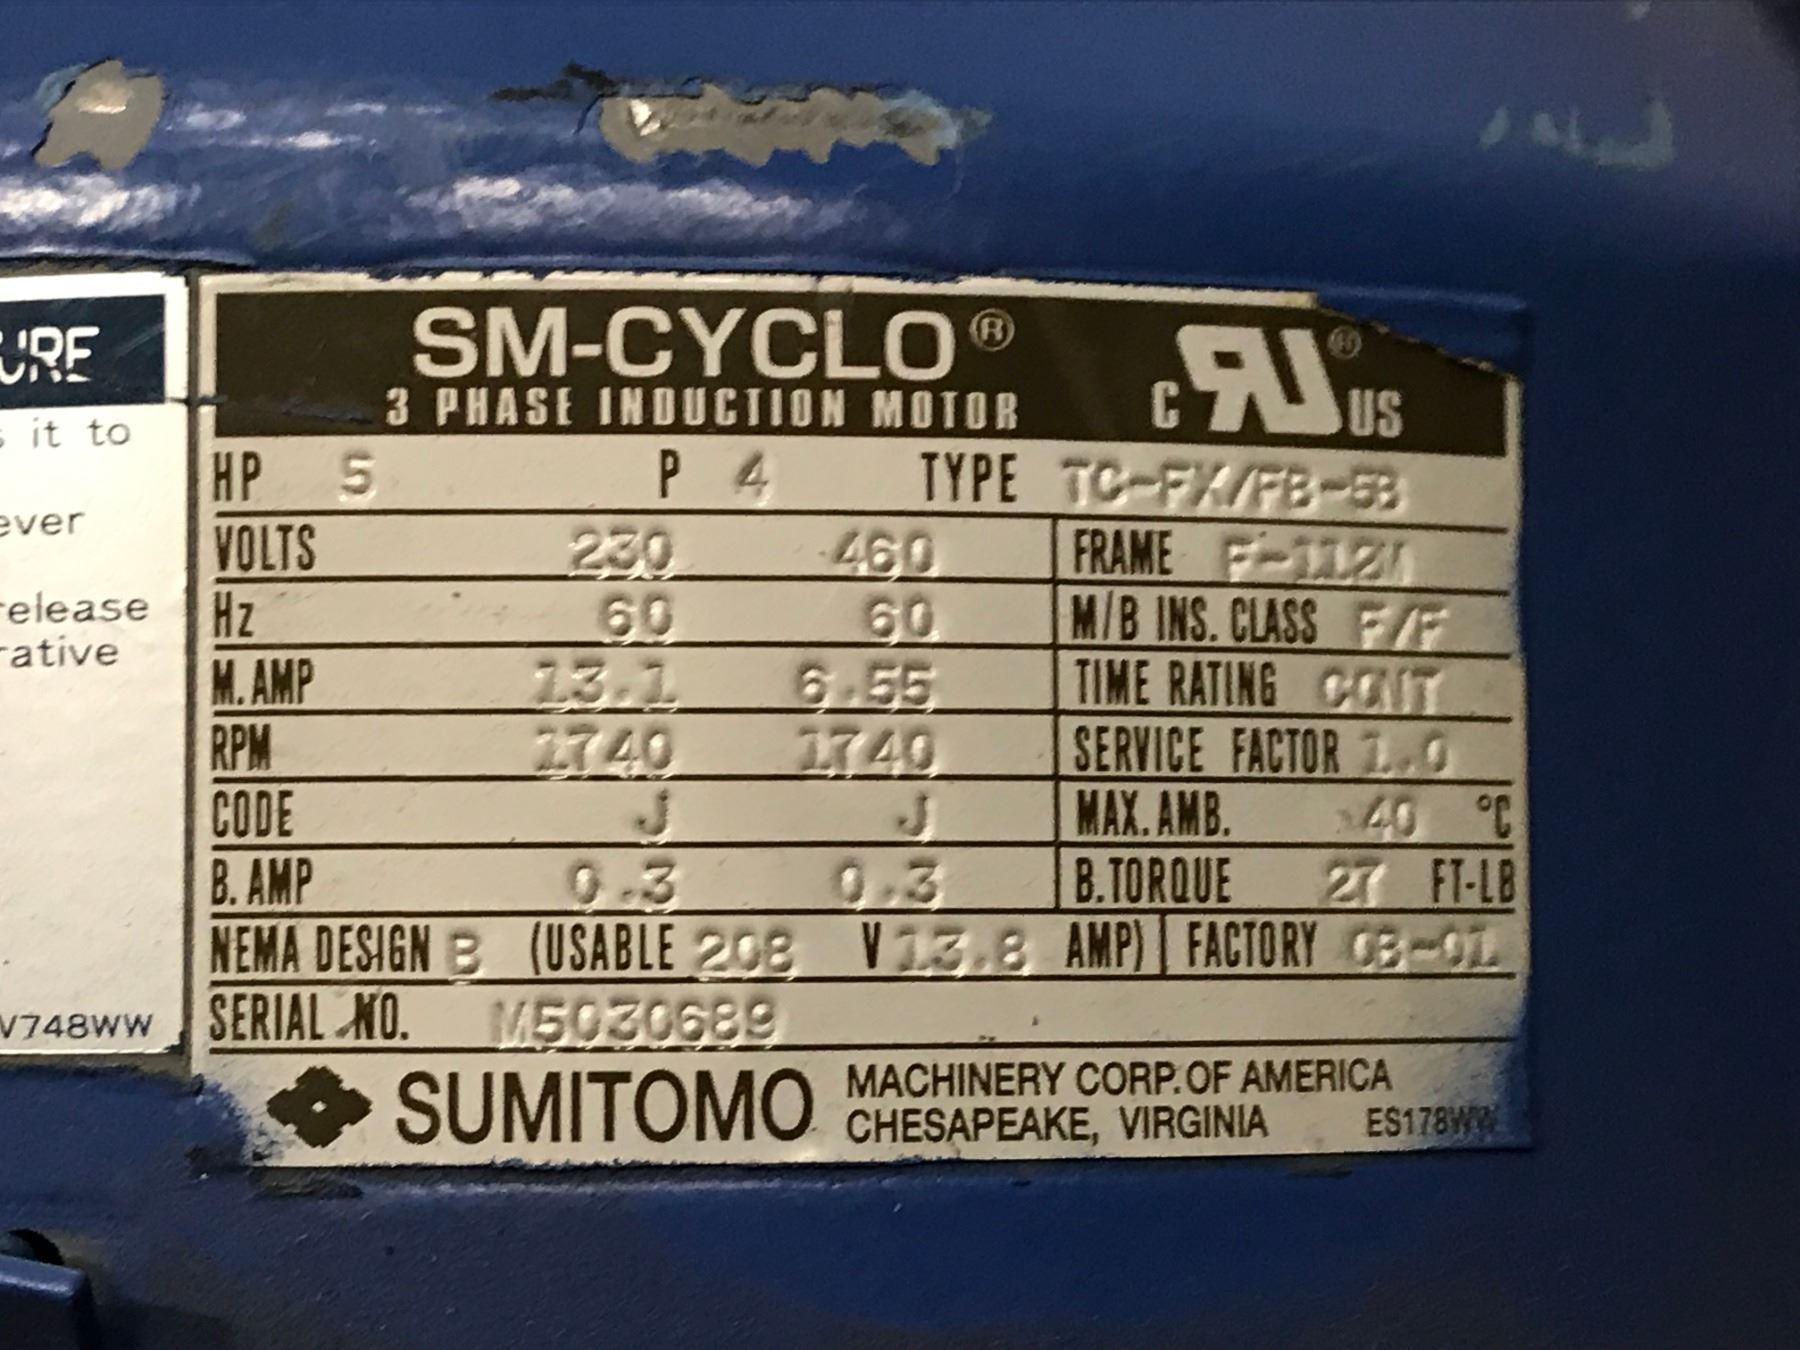 URE
it to
ever
elease
rative
V748WW
SM-CYCLO®
3 PHASE INDUCTION MOTOR
C RU® US
HP 5 P 4 TYPE TC-FX/FB-5B
VOLTS 230 460 FRAME F-112M
Hz 60 60 M/B INS. CLASS F/F
M. AMP 13.1 6.55 TIME RATING CONT
RPM 1740 1740 SERVICE FACTOR 1.0
CODE J J MAX. AMB. 40 °C
B. AMP 0.3 0.3 B. TORQUE 27 FT-LB
NEMA DESIGN B (USABLE 208 V 13.8 AMP) FACTORY 03-01
SERIAL NO. M5030689
SUMITOMO MACHINERY CORP. OF AMERICA
CHESAPEAKE, VIRGINIA ES178WW